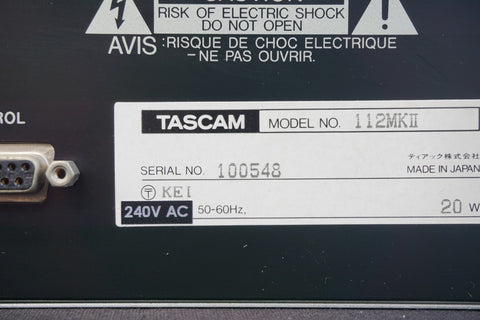 CAUTION
RISK OF ELECTRIC SHOCK
DO NOT OPEN
AVIS :RISQUE DE CHOC ELECTRIQUE
-NE PAS OUVRIR.
ROL
TASCAM MODEL NO. 112MKII
ティアック株式会社
SERIAL NO. 100548 MADE IN JAPAN
〒 KEI
240V AC 50-60Hz, 20 W